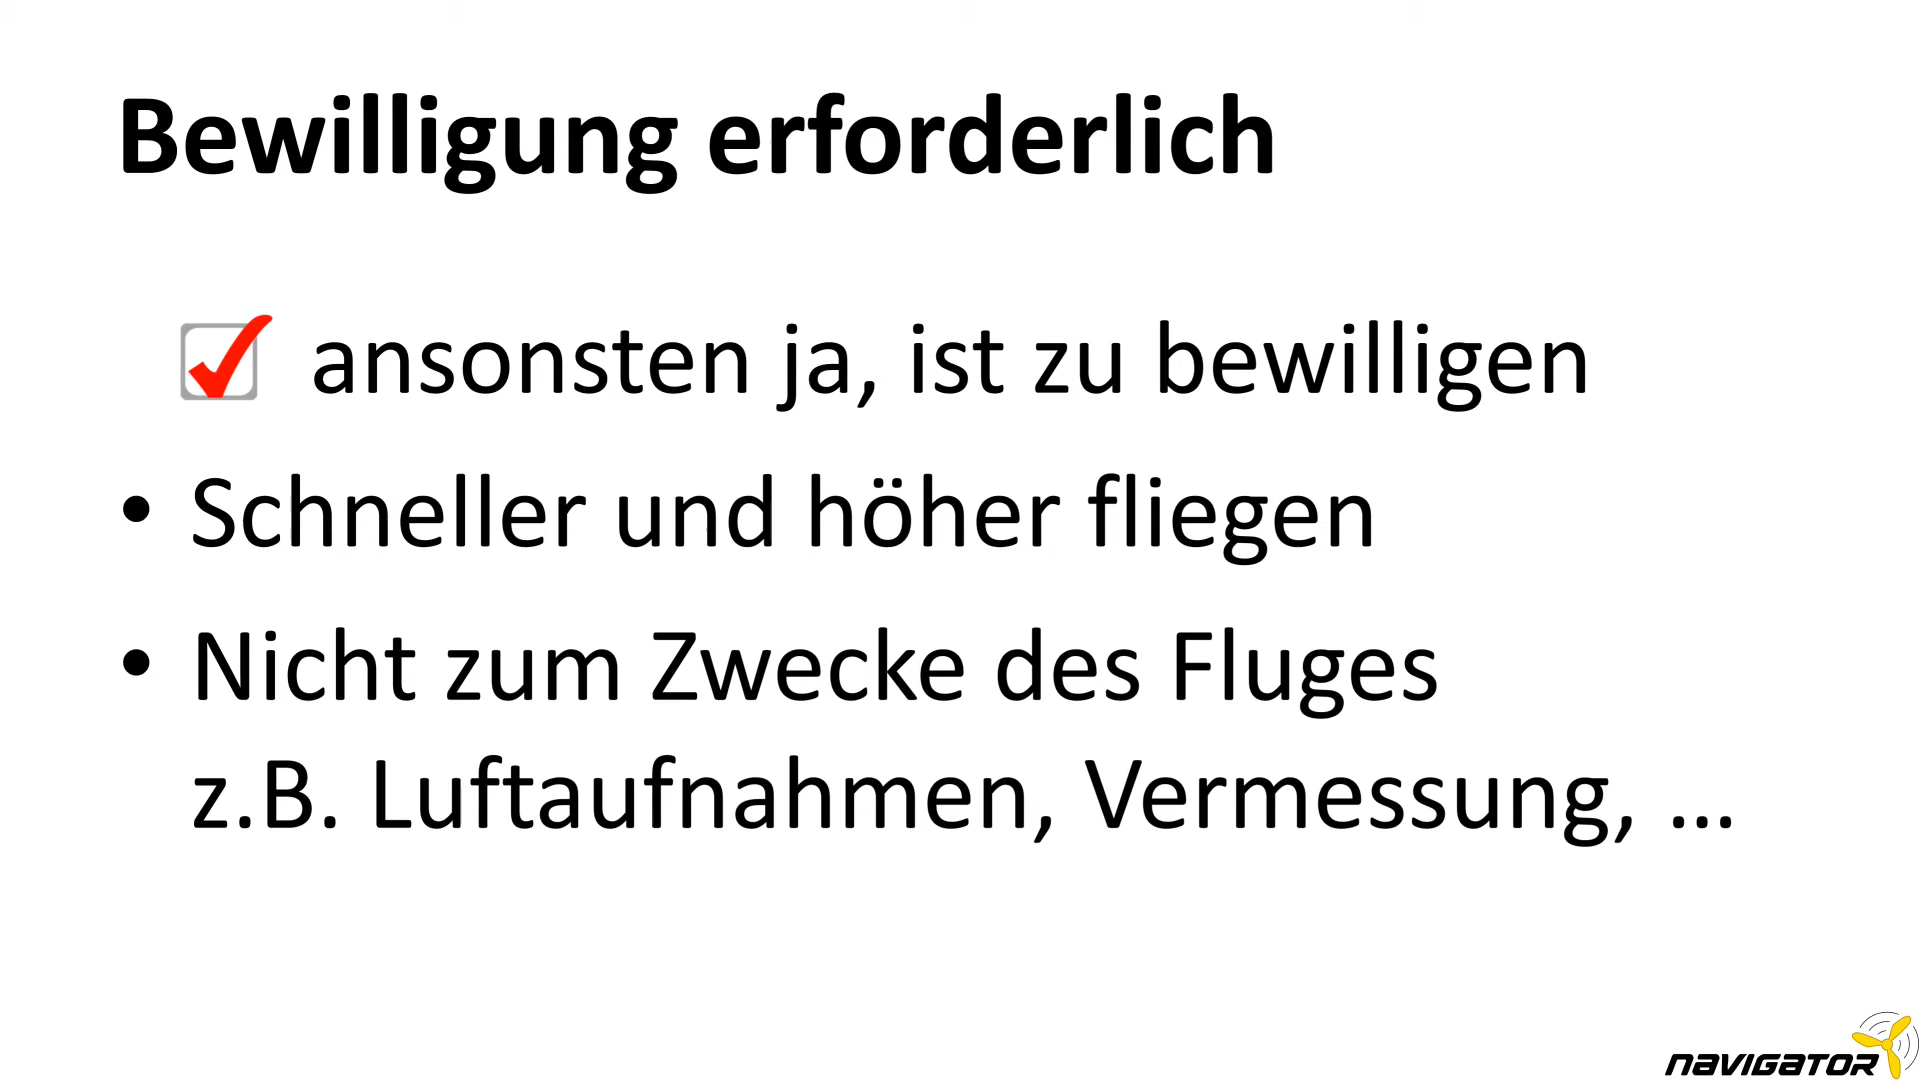 Bewilligung erforderlich
ansonsten ja, ist zu bewilligen
• Schneller und höher fliegen
• Nicht zum Zwecke des Fluges
z.B. Luftaufnahmen, Vermessung, ...
NAVIGATOR